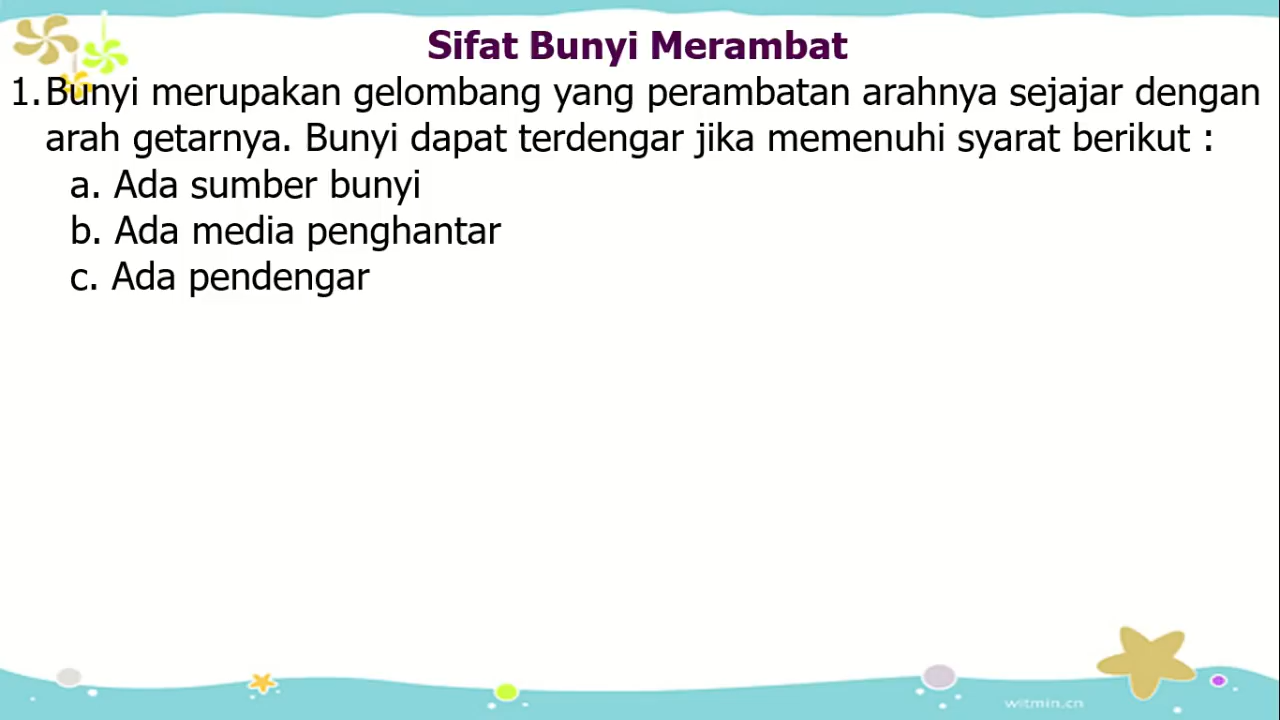 Sifat Bunyi Merambat
1. Bunyi merupakan gelombang yang perambatan arahnya sejajar dengan
arah getarnya. Bunyi dapat terdengar jika memenuhi syarat berikut :
a. Ada sumber bunyi
b. Ada media penghantar
c. Ada pendengar
witmin.cn